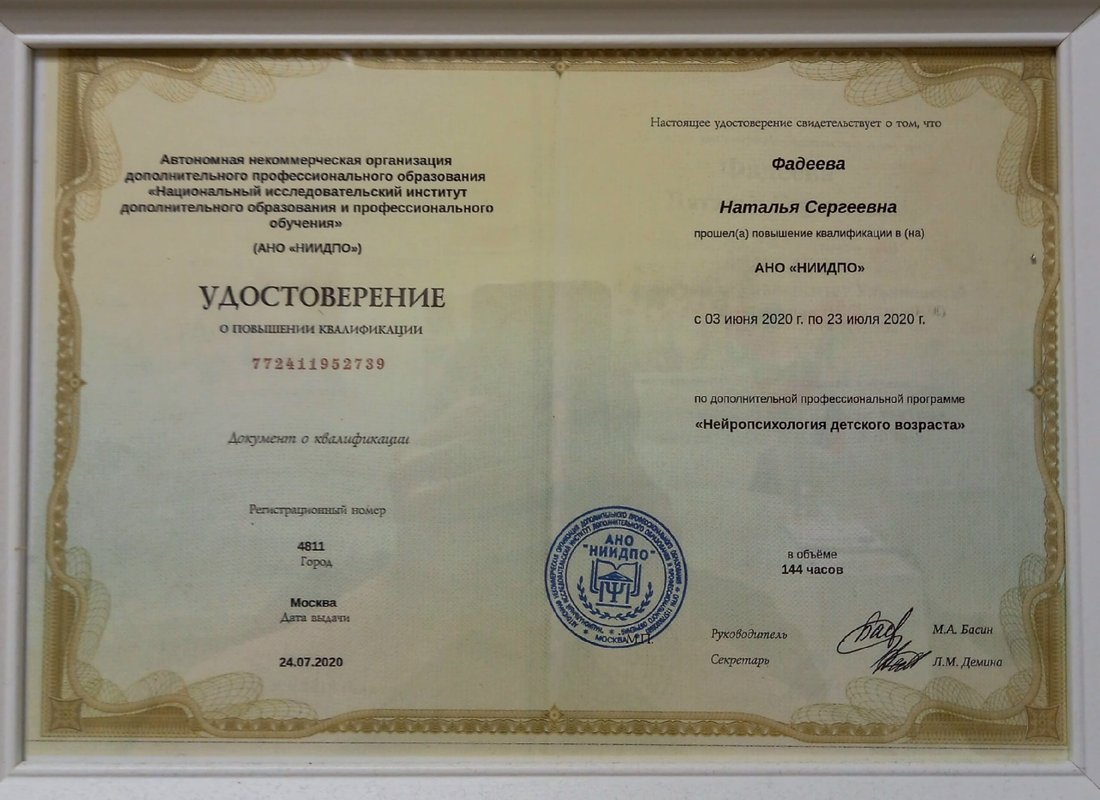 Автономная некоммерческая организация
дополнительного профессионального образования
«Национальный исследовательский институт
дополнительного образования и профессионального
обучения»
(АНО «НИИДПО»)
УДОСТОВЕРЕНИЕ
О ПОВЫШЕНИИ КВАЛИФИКАЦИИ
772411952739
Документ о квалификации
Регистрационный номер
4811
Город
Москва
Дата выдачи
24.07.2020
Настоящее удостоверение свидетельствует о том, что
Фадеева
Наталья Сергеевна
прошел(а) повышение квалификации в (на)
АНО «НИИДПО»
с 03 июня 2020 г. по 23 июля 2020 г.
по дополнительной профессиональной программе
«Нейропсихология детского возраста»
в объёме
144 часов
АНО
"НИИДПО"
МОСКВА
М.П.
Руководитель
М.А. Басин
Секретарь
Л.М. Демина